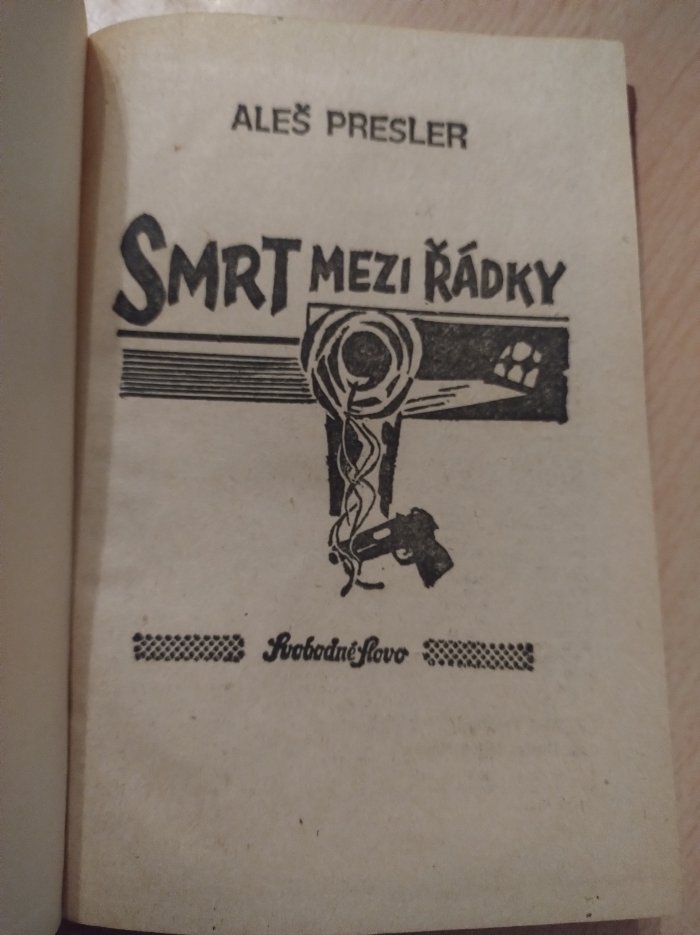 ALEŠ PRESLER
SMRT MEZI ŘÁDKY
Svobodné slovo